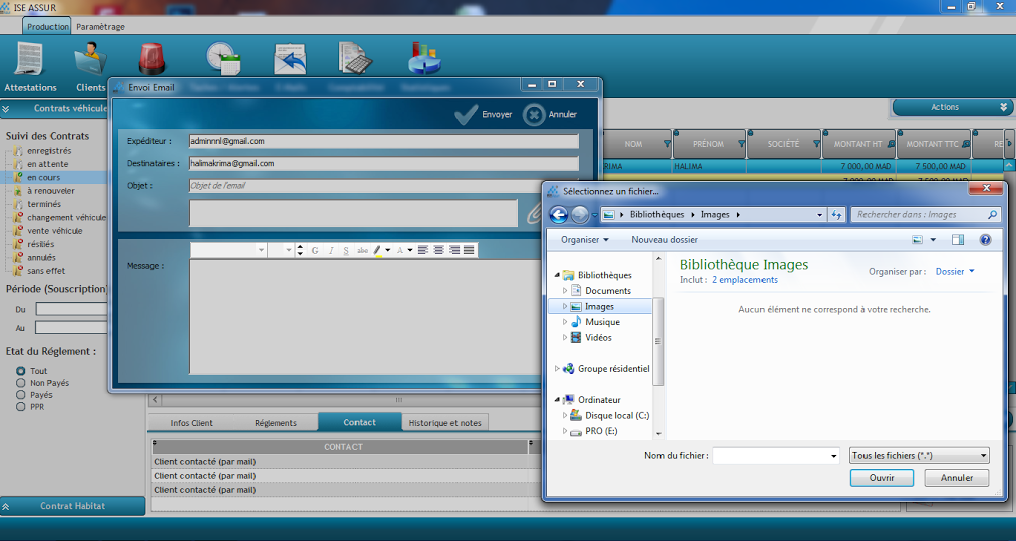 ISE ASSUR
Production Paramètrage
Attestations Clients
Contrats véhicule
Actions
Suivi des Contrats
enregistrés
en attente
en cours
à renouveler
terminés
changement véhicule
vente véhicule
résiliés
annulés
sans effet
Période (Souscription)
Du
Au
Etat du Réglement :
Tout
Non Payés
Payés
PPR
Contrat Habitat
Envoi Email
Envoyer Annuler
Expéditeur : adminnnl@gmail.com
Destinataires : halimakrima@gmail.com
Objet : Objet de l'email
G I S abc A
Message :
NOM PRÉNOM SOCIÉTÉ MONTANT HT MONTANT TTC RE
RIMA HALIMA 7 000,00 MAD 7 500,00 MAD
Sélectionnez un fichier...
Bibliothèques Images
Rechercher dans : Images
Organiser Nouveau dossier
Bibliothèques
Documents
Images
Musique
Vidéos
Groupe résidentiel
Ordinateur
Disque local (C:)
PRO (E:)
Bibliothèque Images
Inclut : 2 emplacements
Organiser par : Dossier
Aucun élément ne correspond à votre recherche.
Nom du fichier : Tous les fichiers (*.*)
Ouvrir Annuler
Infos Client Réglements Contact Historique et notes
CONTACT
Client contacté (par mail)
Client contacté (par mail)
Client contacté (par mail)